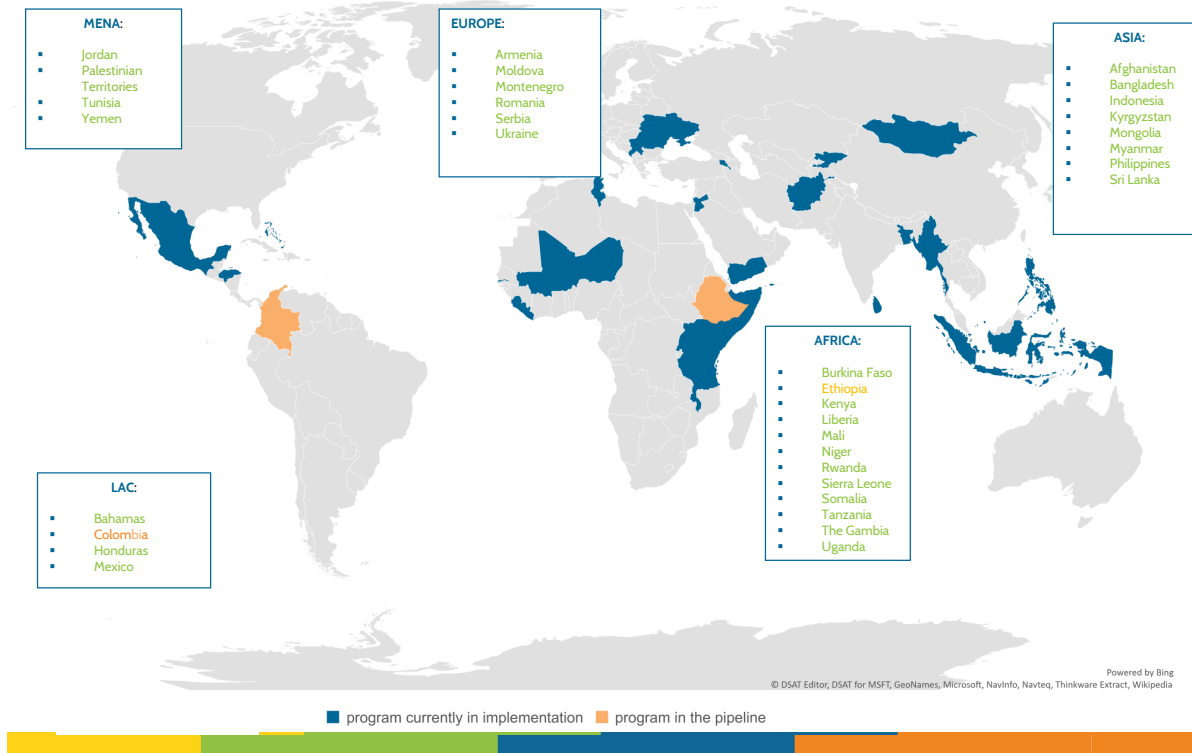 MENA:
Jordan
Palestinian
Territories
Tunisia
Yemen
EUROPE:
Armenia
Moldova
Montenegro
Romania
Serbia
Ukraine
ASIA:
Afghanistan
Bangladesh
Indonesia
Kyrgyzstan
Mongolia
Myanmar
Philippines
Sri Lanka
AFRICA:
Burkina Faso
Ethiopia
Kenya
Liberia
Mali
Niger
Rwanda
Sierra Leone
Somalia
Tanzania
The Gambia
Uganda
LAC:
Bahamas
Colombia
Honduras
Mexico
Powered by Bing
© DSAT Editor, DSAT for MSFT, GeoNames, Microsoft, NavInfo, Navteq, Thinkware Extract, Wikipedia
program currently in implementation
program in the pipeline